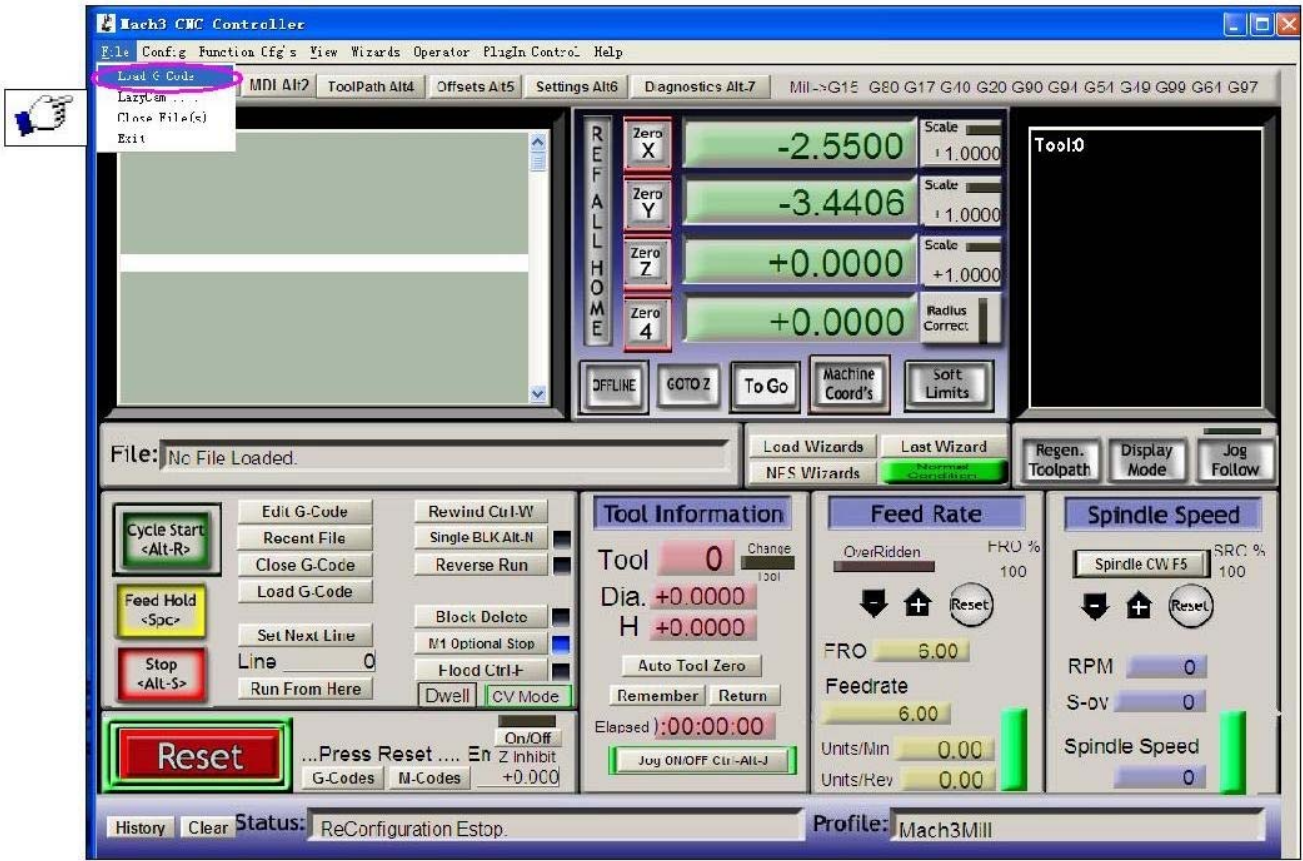 Mach3 CNC Controller
File Config Function Cfg's View Wizards Operator PlugIn Control Help
Load G-Code
LazyCam ....
Close File(s)
Exit
MDI Alt2 ToolPath Alt4 Offsets Alt5 Settings Alt6 Diagnostics Alt-7 Mill->G15 G80 G17 G40 G20 G90 G94 G54 G49 G99 G64 G97
REF ALL HOME
Zero X -2.5500 Scale +1.0000
Zero Y -3.4406 Scale +1.0000
Zero Z +0.0000 Scale +1.0000
Zero 4 +0.0000 Radius Correct
OFFLINE GOTO Z To Go Machine Coord's Soft Limits
Tool:0
File: No File Loaded.
Load Wizards Last Wizard
NFS Wizards Normal Condition
Regen. Toolpath Display Mode Jog Follow
Cycle Start <Alt-R>
Feed Hold <Spc>
Stop <Alt-S>
Edit G-Code
Recent File
Close G-Code
Load G-Code
Set Next Line
Line 0
Run From Here
Rewind Ctrl-W
Single BLK Alt-N
Reverse Run
Block Delete
M1 Optional Stop
Flood Ctrl-F
Dwell CV Mode
Reset
...Press Reset .... Em
On/Off
Z Inhibit
+0.000
G-Codes M-Codes
Tool Information
Tool 0 Change Tool
Dia. +0.0000
H +0.0000
Auto Tool Zero
Remember Return
Elapsed ):00:00:00
Jog ON/OFF Ctrl-Alt-J
Feed Rate
OverRidden FRO %
100
Reset
FRO 6.00
Feedrate
6.00
Units/Min 0.00
Units/Rev 0.00
Spindle Speed
Spindle CW F5 SRO %
100
Reset
RPM 0
S-ov 0
Spindle Speed
0
History Clear Status: ReConfiguration Estop. Profile: Mach3Mill